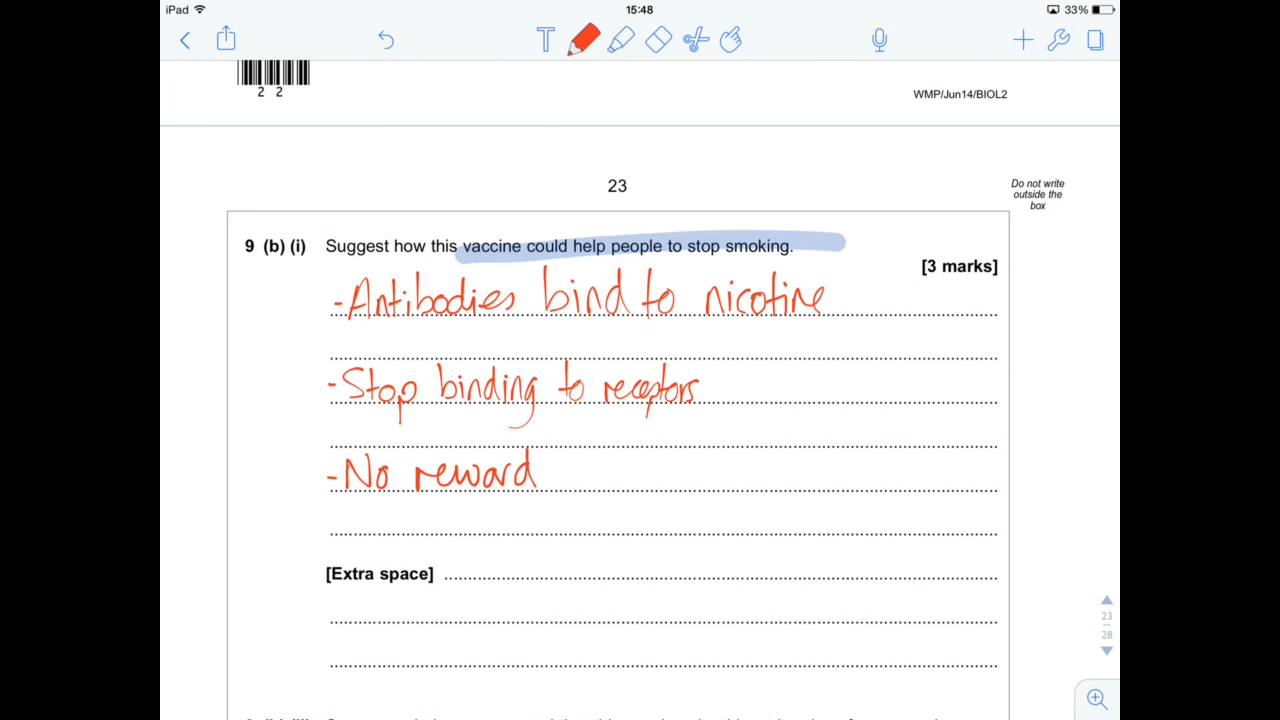 iPad
15:48
33%
2 2
WMP/Jun14/BIOL2
23
Do not write
outside the
box
9 (b) (i) Suggest how this vaccine could help people to stop smoking.
[3 marks]
-Antibodies bind to nicotine
-Stop binding to receptors
-No reward
[Extra space]
23
28